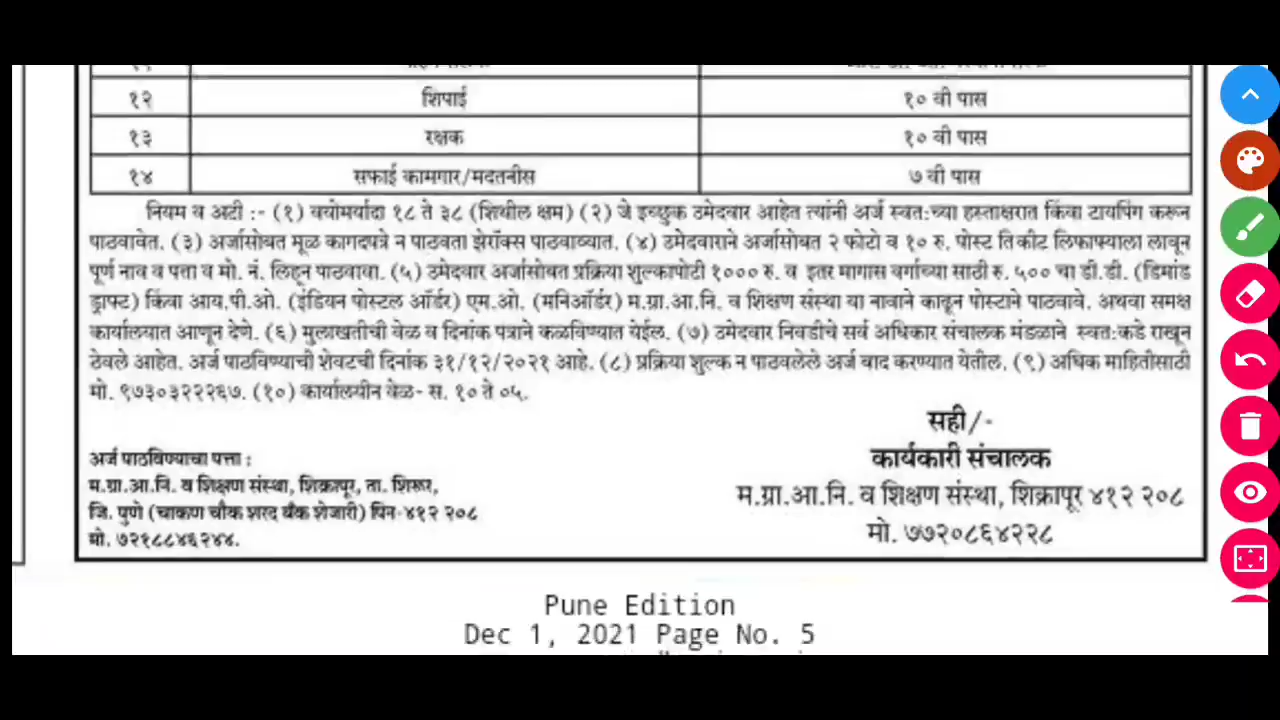 १२ शिपाई १० वी पास
१३ रक्षक १० वी पास
१४ सफाई कामगार/मदतनीस ७ वी पास
नियम व अटी :- (१) वयोमर्यादा १८ ते ३८ (शिथील क्षम) (२) जे इच्छुक उमेदवार आहेत त्यांनी अर्ज स्वतःच्या हस्ताक्षरात किंवा टायपिंग करून
पाठवावेत. (३) अर्जासोबत मूळ कागदपत्रे न पाठवता झेरॉक्स पाठवाव्यात. (४) उमेदवाराने अर्जासोबत २ फोटो व १० रु. पोस्ट तिकीट लिफाफ्याला लावून
पूर्ण नाव व पत्ता व मो. नं. लिहून पाठवावा. (५) उमेदवार अर्जासोबत प्रक्रिया शुल्कापोटी १००० रु. व इतर मागास वर्गाच्या साठी रु. ५०० चा डी.डी. (डिमांड
ड्राफ्ट) किंवा आय.पी.ओ. (इंडियन पोस्टल ऑर्डर) एम.ओ. (मनिऑर्डर) म.ग्रा.आ.नि. व शिक्षण संस्था या नावाने काढून पोस्टाने पाठवावे. अथवा समक्ष
कार्यालयात आणून देणे. (६) मुलाखतीची वेळ व दिनांक पत्राने कळविण्यात येईल. (७) उमेदवार निवडीचे सर्व अधिकार संचालक मंडळाने स्वतःकडे राखून
ठेवले आहेत. अर्ज पाठविण्याची शेवटची दिनांक ३१/१२/२०२१ आहे. (८) प्रक्रिया शुल्क न पाठवलेले अर्ज बाद करण्यात येतील. (९) अधिक माहितीसाठी
मो. ९७३०३२२२६७. (१०) कार्यालयीन वेळ- स. १० ते ०५.
सही/-
कार्यकारी संचालक
म.ग्रा.आ.नि. व शिक्षण संस्था, शिक्रापूर ४१२ २०८
मो. ७७२०८६४२२८
अर्ज पाठविण्याचा पत्ता :
म.ग्रा.आ.नि. व शिक्षण संस्था, शिक्रापूर, ता. शिरूर,
जि. पुणे (चाकण चौक शरद बँक शेजारी) पिन-४१२ २०८
मो. ७२१८८४६२४४.
Pune Edition
Dec 1, 2021 Page No. 5